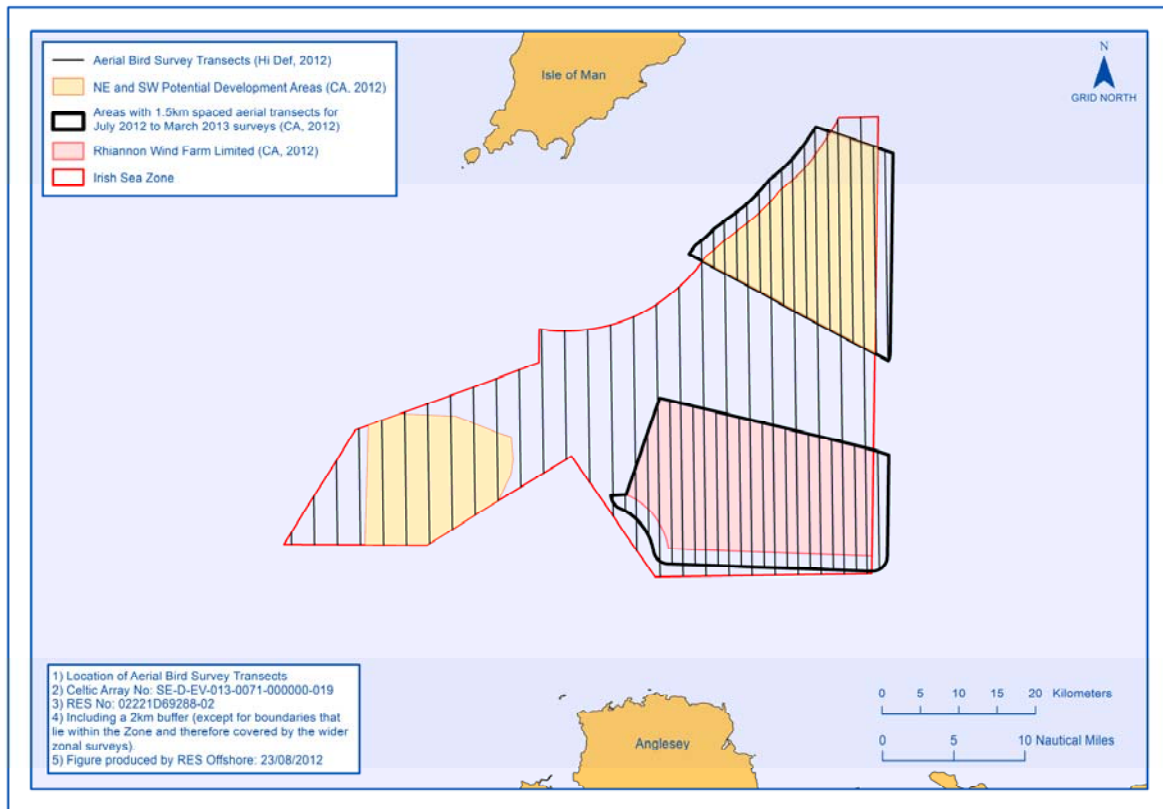 Aerial Bird Survey Transects (Hi Def, 2012)
NE and SW Potential Development Areas (CA, 2012)
Areas with 1.5km spaced aerial transects for
July 2012 to March 2013 surveys (CA, 2012)
Rhiannon Wind Farm Limited (CA, 2012)
Irish Sea Zone
Isle of Man
N
GRID NORTH
1) Location of Aerial Bird Survey Transects
2) Celtic Array No: SE-D-EV-013-0071-000000-019
3) RES No: 02221D69288-02
4) Including a 2km buffer (except for boundaries that
lie within the Zone and therefore covered by the wider
zonal surveys).
5) Figure produced by RES Offshore: 23/08/2012
Anglesey
0 5 10 15 20 Kilometers
0 5 10 Nautical Miles